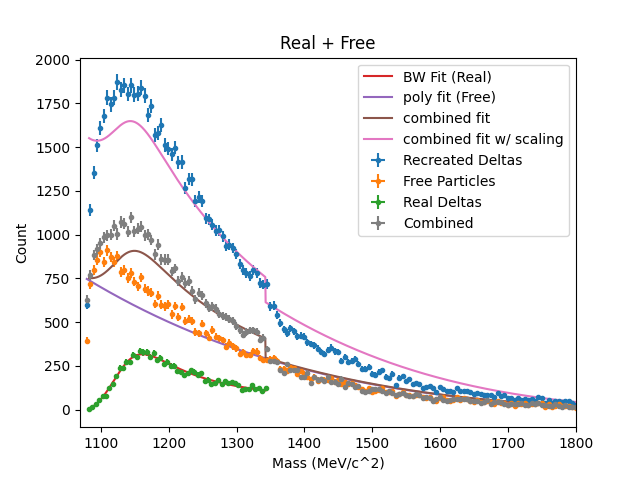 Real + Free
2000
1750
1500
1250
1000
750
500
250
0
Count
BW Fit (Real)
poly fit (Free)
combined fit
combined fit w/ scaling
Recreated Deltas
Free Particles
Real Deltas
Combined
1100 1200 1300 1400 1500 1600 1700 1800
Mass (MeV/c^2)